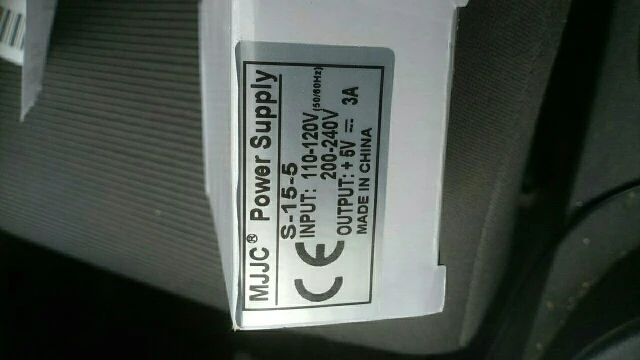 MJJC® Power Supply
S-15-5
INPUT: 110-120V(50/60Hz)
200-240V
OUTPUT: + 5V ⎓ 3A
MADE IN CHINA
CE